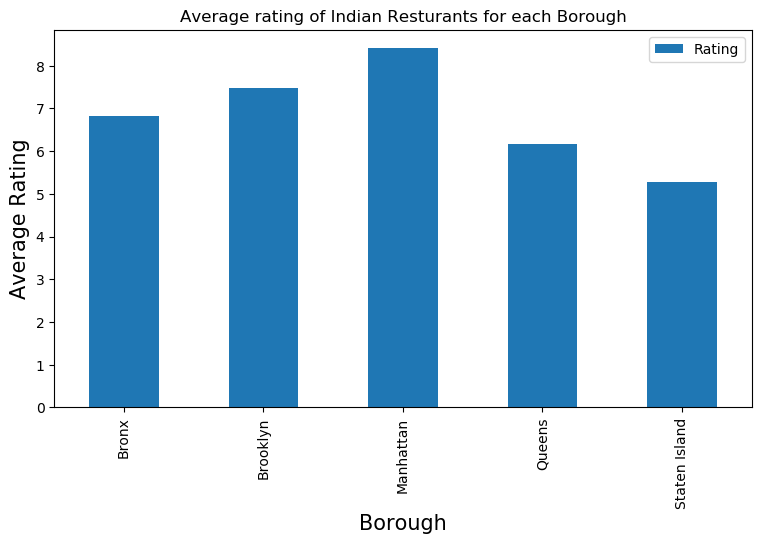 Average rating of Indian Resturants for each Borough
Rating
Average Rating
8
7
6
5
4
3
2
1
0
Bronx
Brooklyn
Manhattan
Queens
Staten Island
Borough